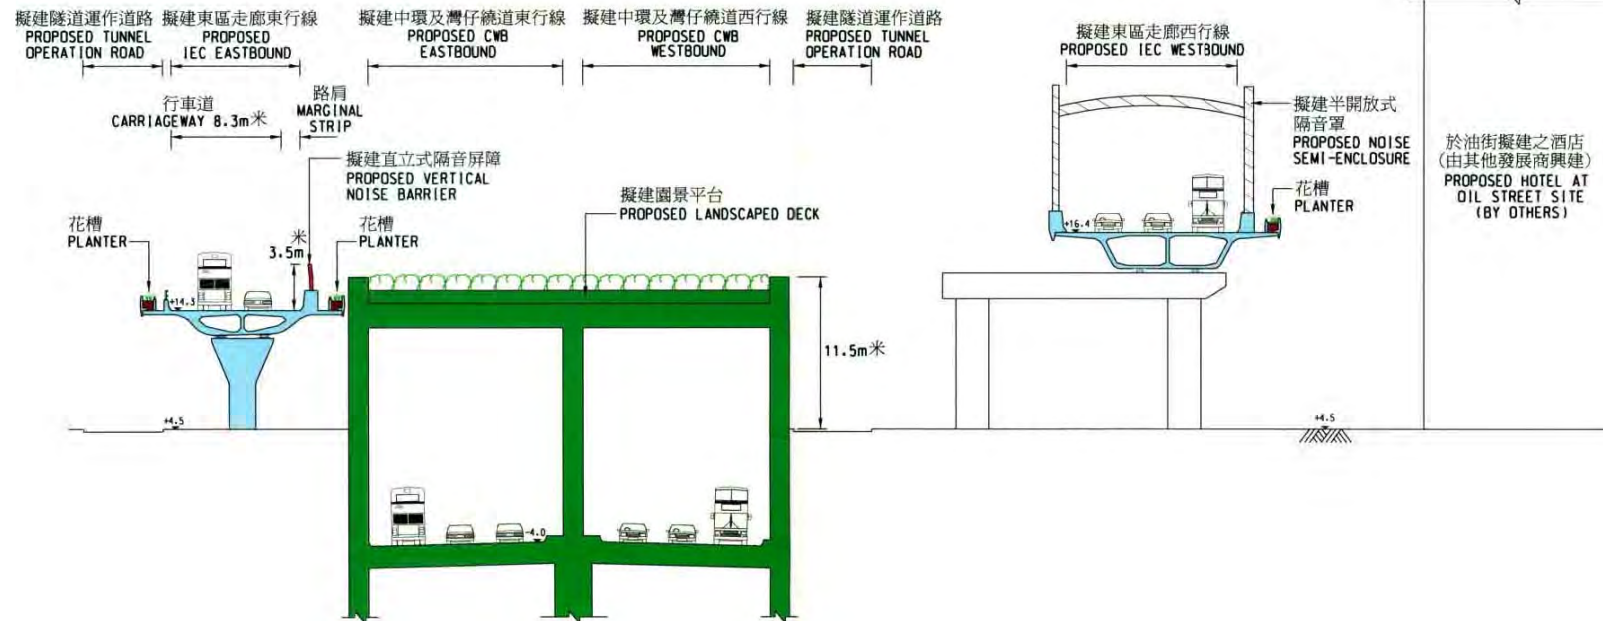 擬建隧道運作道路
PROPOSED TUNNEL
OPERATION ROAD
擬建東區走廊東行線
PROPOSED
IEC EASTBOUND
擬建中環及灣仔繞道東行線
PROPOSED CWB
EASTBOUND
擬建中環及灣仔繞道西行線
PROPOSED CWB
WESTBOUND
擬建隧道運作道路
PROPOSED TUNNEL
OPERATION ROAD
擬建東區走廊西行線
PROPOSED IEC WESTBOUND
行車道
CARRIAGEWAY 8.3m米
路肩
MARGINAL
STRIP
擬建直立式隔音屏障
PROPOSED VERTICAL
NOISE BARRIER
擬建半開放式
隔音罩
PROPOSED NOISE
SEMI-ENCLOSURE
於油街擬建之酒店
(由其他發展商興建)
PROPOSED HOTEL AT
OIL STREET SITE
(BY OTHERS)
擬建園景平台
PROPOSED LANDSCAPED DECK
花槽
PLANTER
花槽
PLANTER
花槽
PLANTER
米
3.5m
+14.3
+16.4
11.5m米
+4.5
+4.5
-4.0